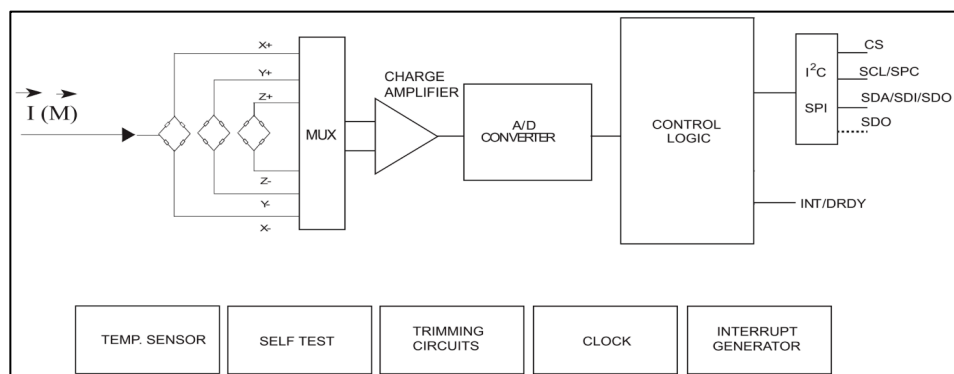 X+
Y+
Z+
I (M)
MUX
Z-
Y-
X-
CHARGE
AMPLIFIER
A/D
CONVERTER
CONTROL
LOGIC
I²C
SPI
CS
SCL/SPC
SDA/SDI/SDO
SDO
INT/DRDY
TEMP. SENSOR
SELF TEST
TRIMMING
CIRCUITS
CLOCK
INTERRUPT
GENERATOR